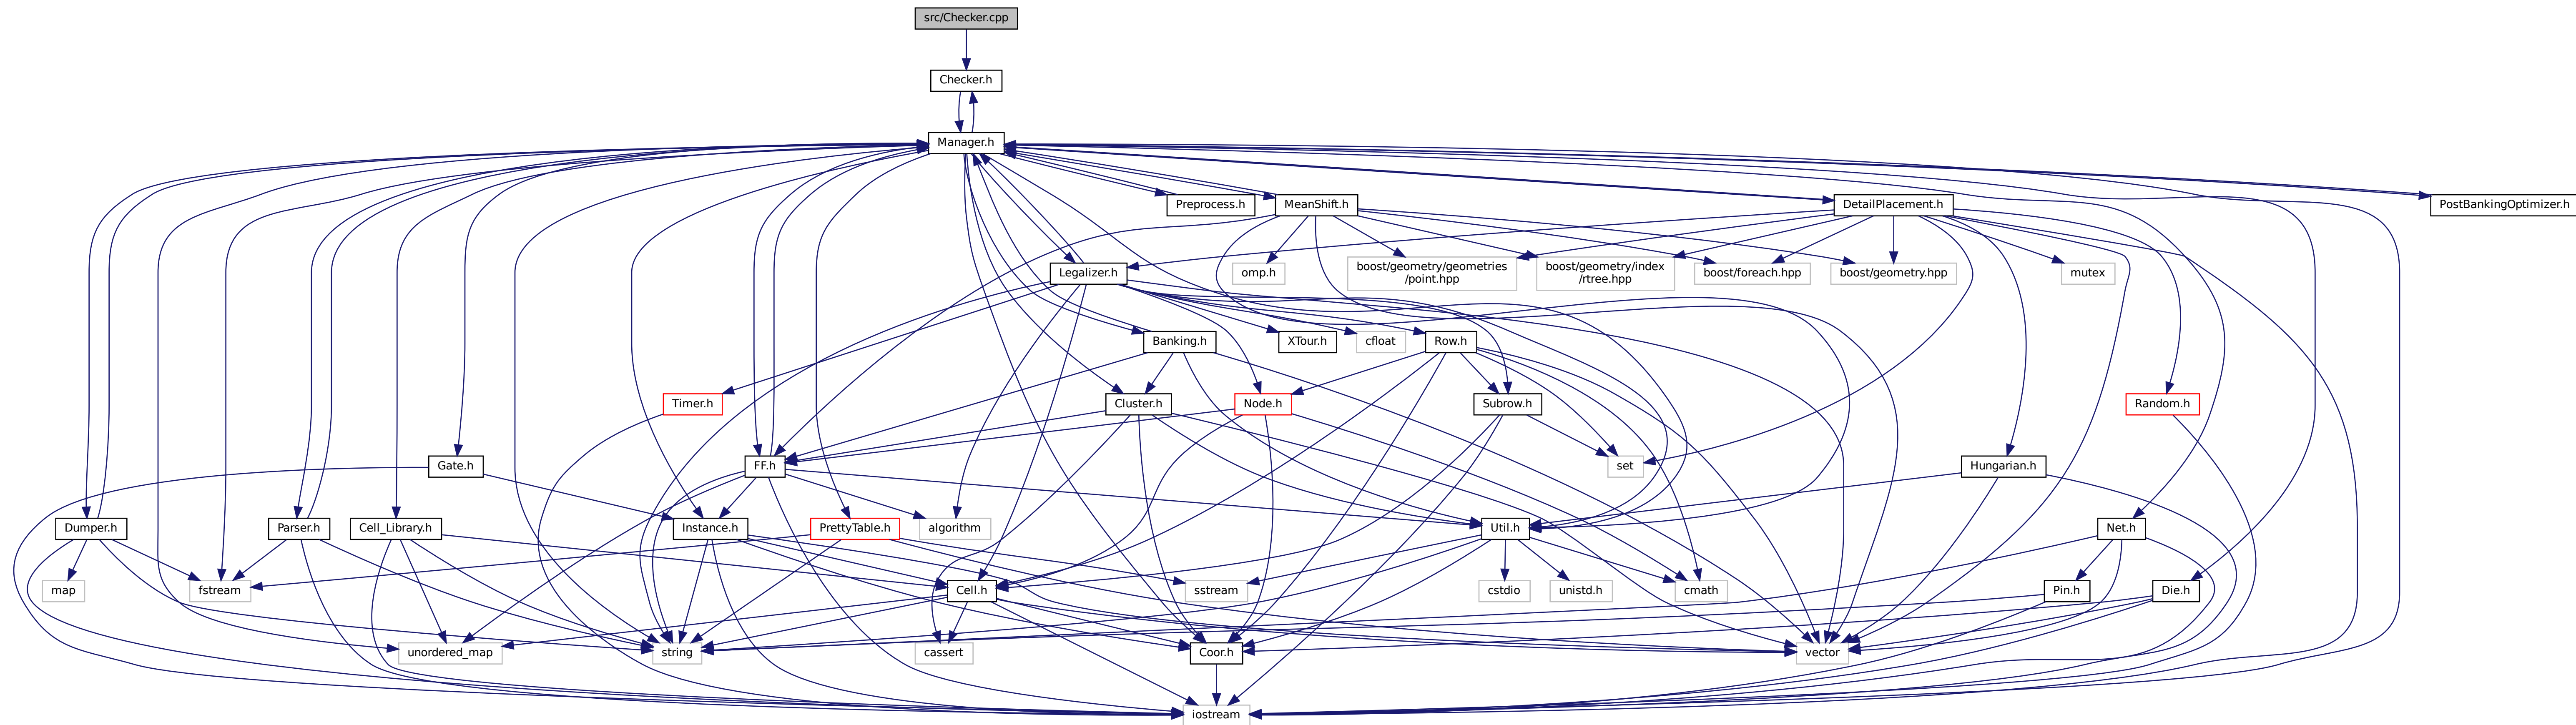 src/Checker.cpp
Checker.h
Manager.h
Preprocess.h
MeanShift.h
DetailPlacement.h
PostBankingOptimizer.h
Legalizer.h
omp.h
boost/geometry/geometries
/point.hpp
boost/geometry/index
/rtree.hpp
boost/foreach.hpp
boost/geometry.hpp
mutex
Banking.h
XTour.h
cfloat
Row.h
Timer.h
Cluster.h
Node.h
Subrow.h
Random.h
Gate.h
FF.h
set
Hungarian.h
Dumper.h
Parser.h
Cell_Library.h
Instance.h
PrettyTable.h
algorithm
Util.h
Net.h
map
fstream
Cell.h
sstream
cstdio
unistd.h
cmath
Pin.h
Die.h
unordered_map
string
cassert
Coor.h
vector
iostream